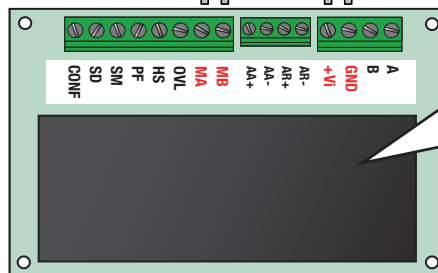 CONF SD SM PF HS OVL MA MB AA+ AA- AR+ AR- +Vi GND B A